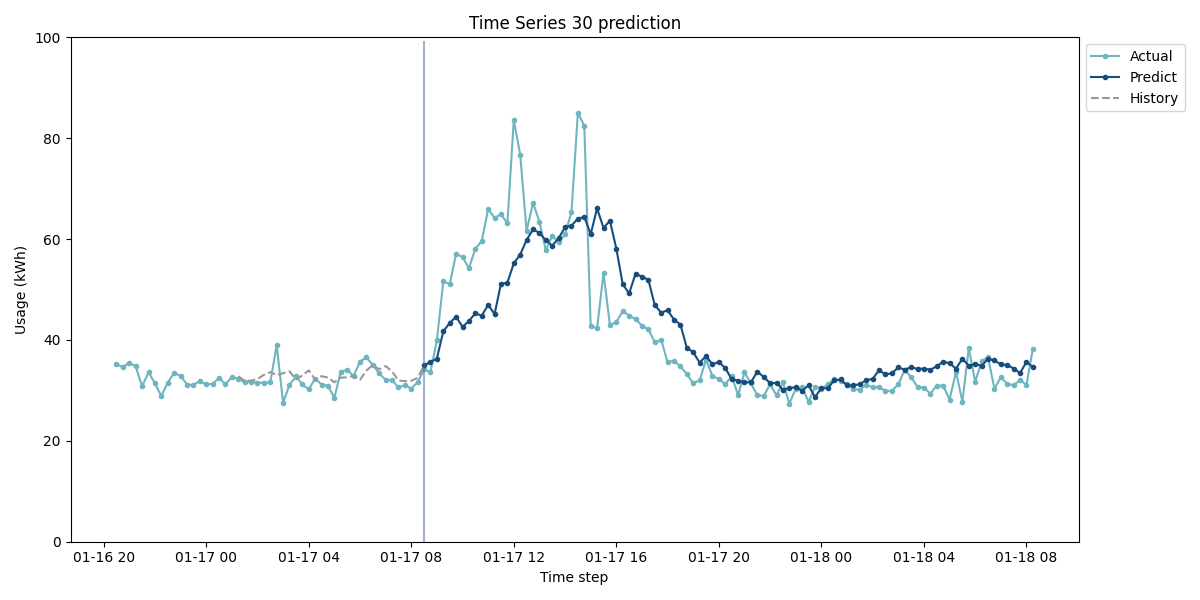 Time Series 30 prediction
Usage (kWh)
100
80
60
40
20
0
01-16 20
01-17 00
01-17 04
01-17 08
01-17 12
01-17 16
01-17 20
01-18 00
01-18 04
01-18 08
Time step
Actual
Predict
History